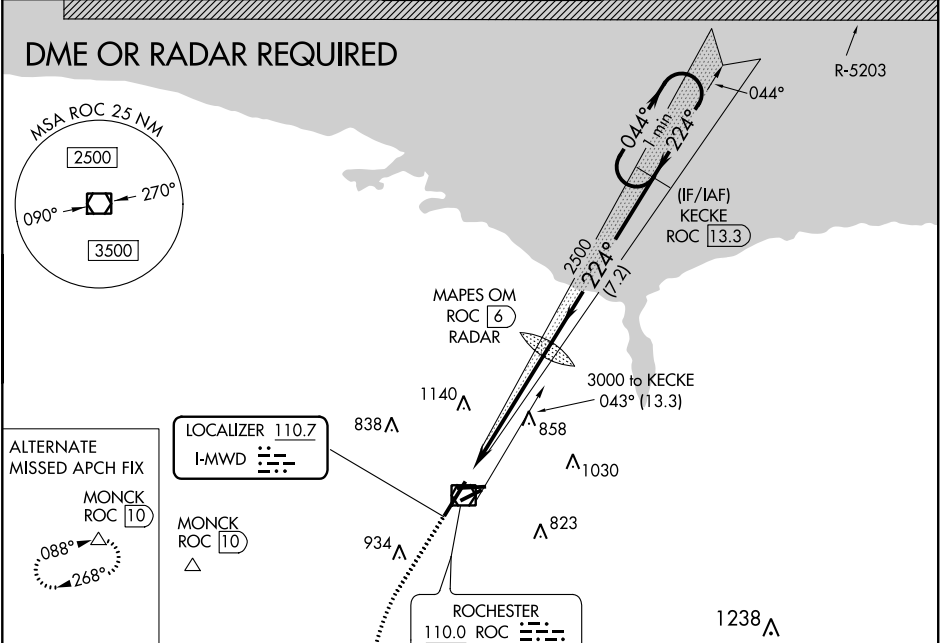 DME OR RADAR REQUIRED
R-5203
MSA ROC 25 NM
2500
090°
270°
3500
044°
044°
1 min
224°
(IF/IAF)
KECKE
ROC 13.3
2500
224°
(7.2)
MAPES OM
ROC 6
RADAR
3000 to KECKE
043° (13.3)
1140
838
858
LOCALIZER 110.7
I-MWD
1030
ALTERNATE
MISSED APCH FIX
MONCK
ROC 10
088°
268°
MONCK
ROC 10
934
823
ROCHESTER
110.0 ROC
1238